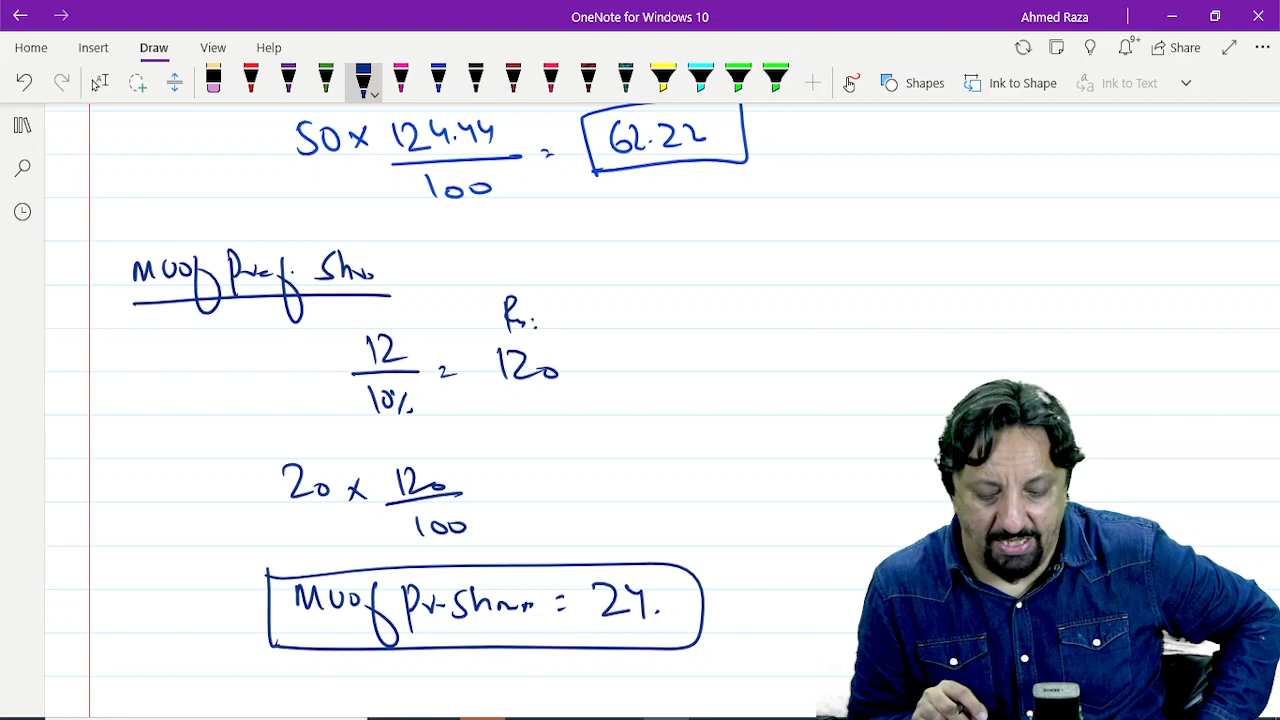 OneNote for Windows 10
Ahmed Raza
Home Insert Draw View Help
9+ Share
Shapes Ink to Shape Ink to Text
50 × 124.44 = 62.22
100
MV of Pref. Shr
Rs:
12 = 120
10%
20 × 120
100
MV of Pr. Share = 24.